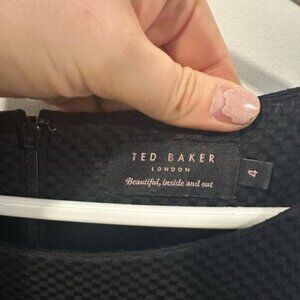 TED BAKER
LONDON
Beautiful, inside and out
4